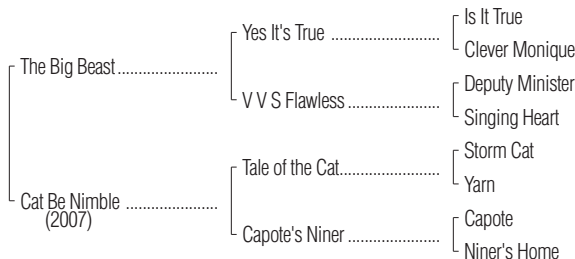 Is It True
Yes It's True ......................
Clever Monique
The Big Beast......................
Deputy Minister
V V S Flawless ....................
Singing Heart
Storm Cat
Tale of the Cat......................
Yarn
Cat Be Nimble ....................
(2007)
Capote
Capote's Niner ....................
Niner's Home